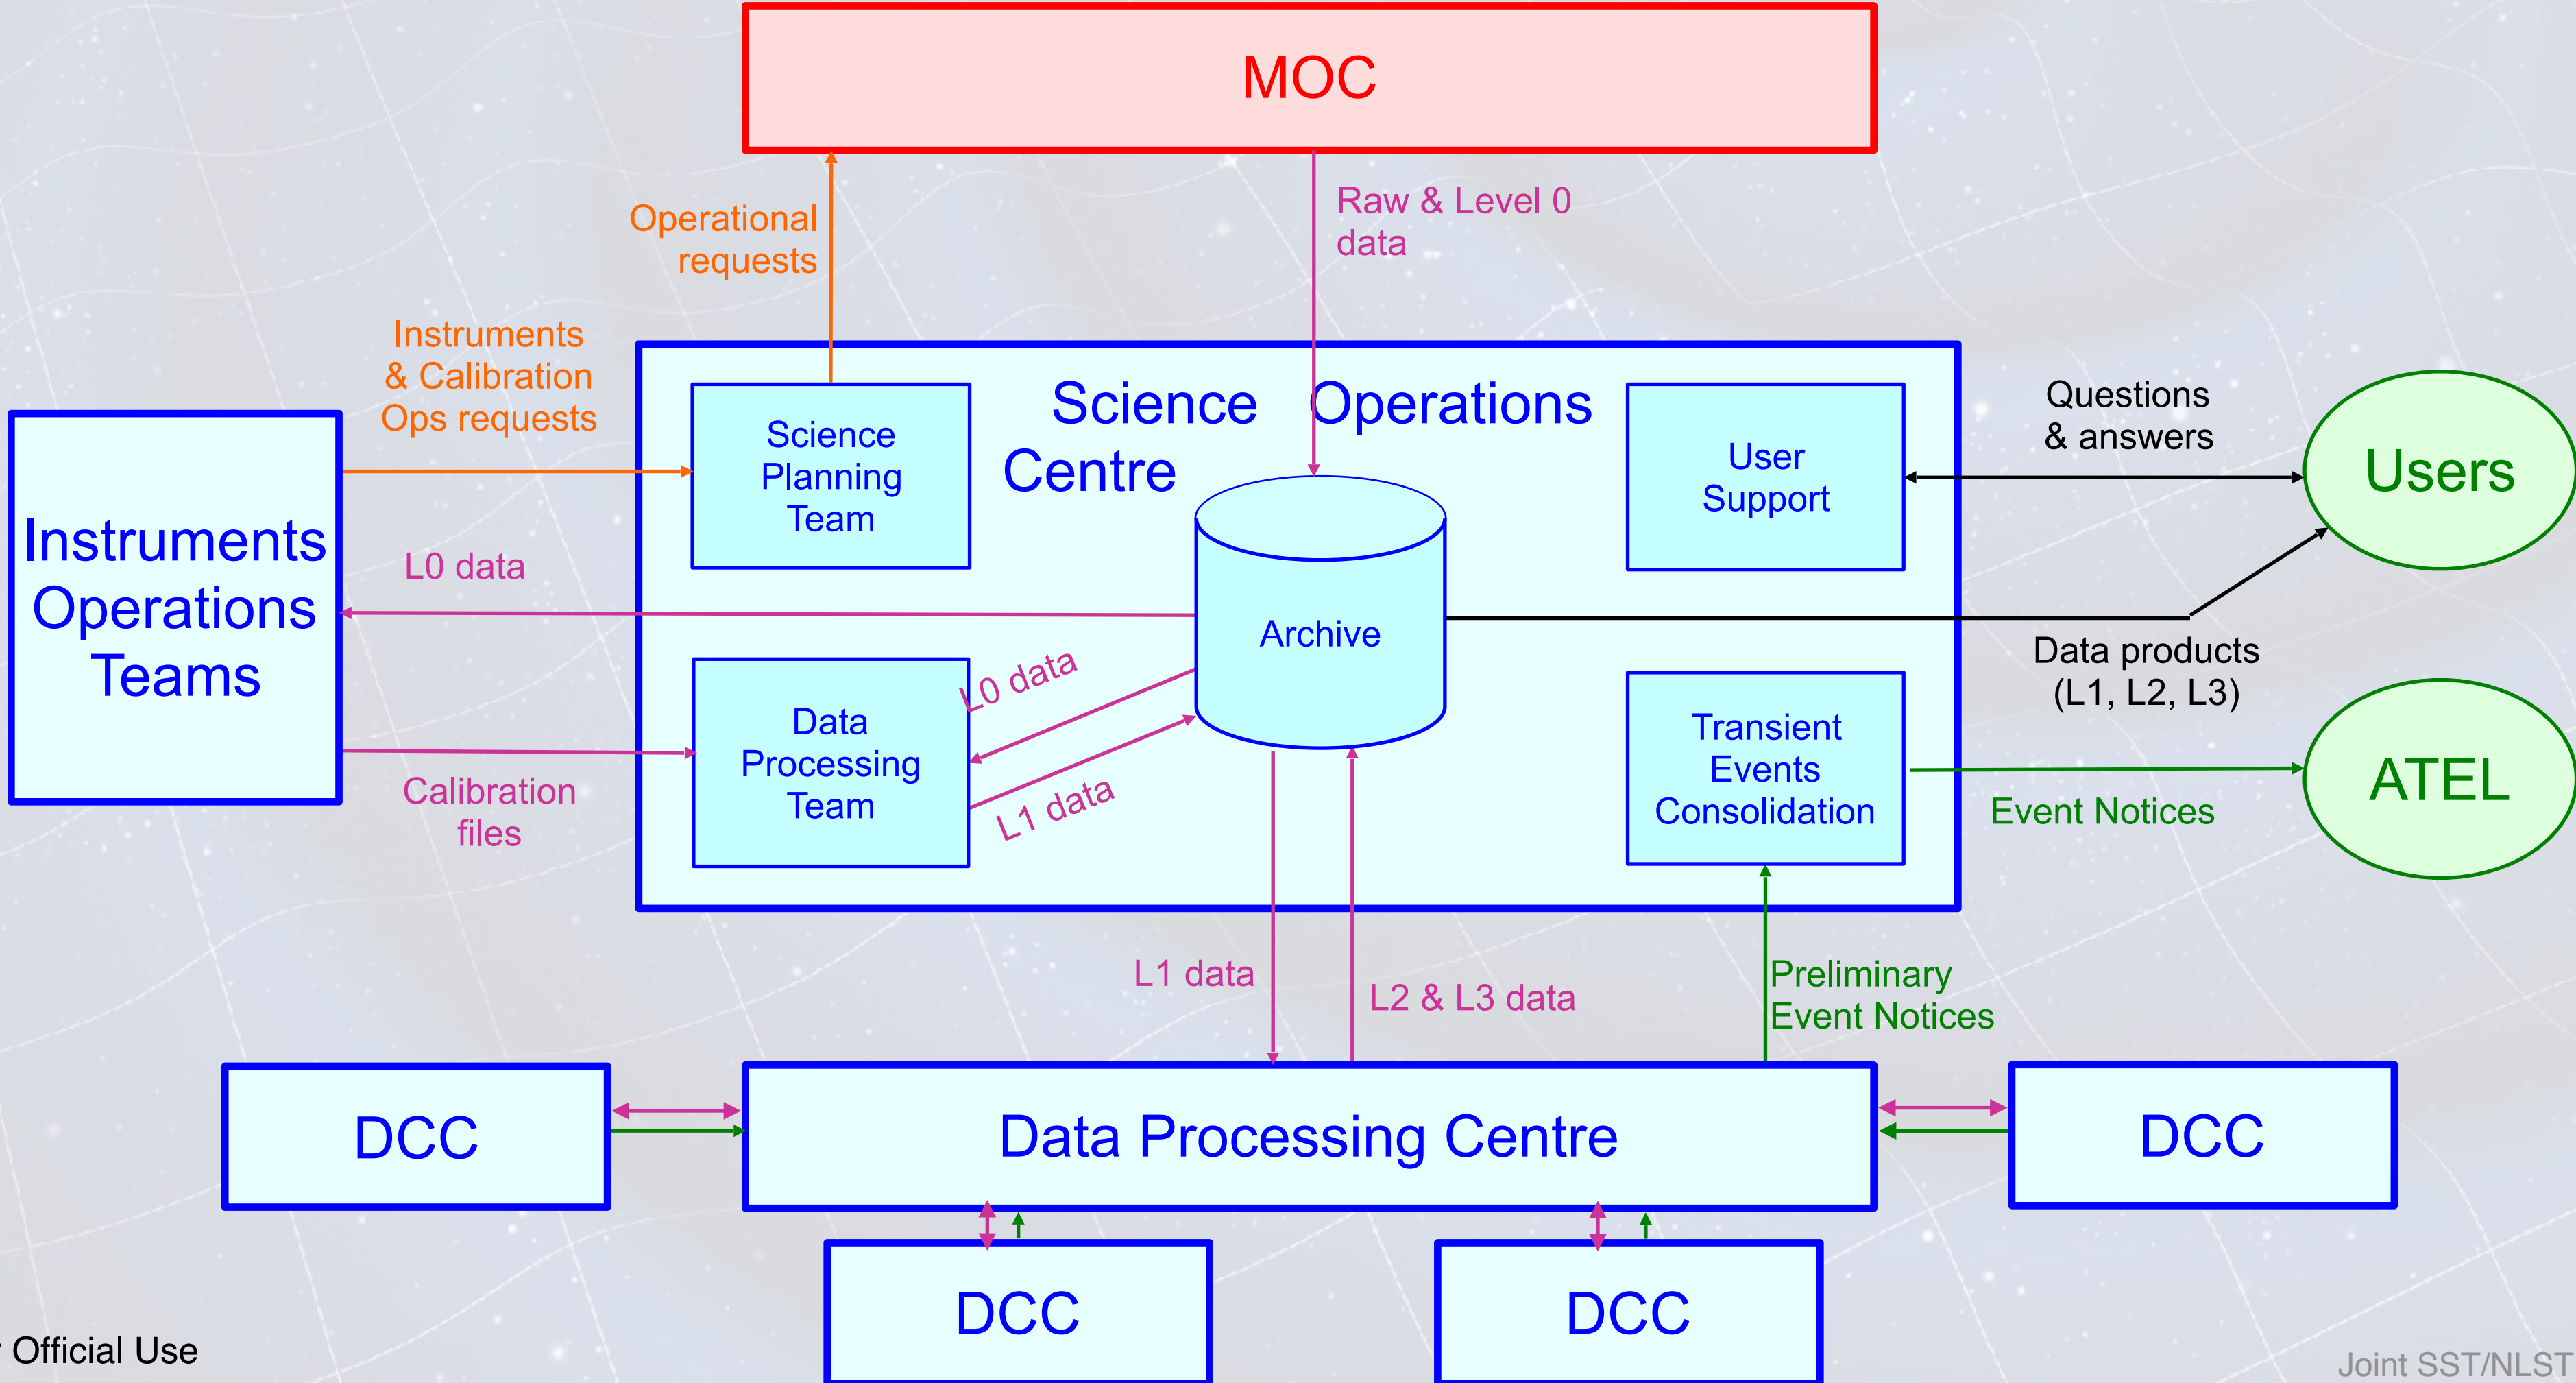 MOC
Operational
requests
Raw & Level 0
data
Instruments
& Calibration
Ops requests
Science Operations
Centre
Science
Planning
Team
User
Support
Questions
& answers
Users
Instruments
Operations
Teams
L0 data
Archive
Data products
(L1, L2, L3)
L0 data
Data
Processing
Team
L1 data
Transient
Events
Consolidation
ATEL
Event Notices
Calibration
files
L1 data
L2 & L3 data
Preliminary
Event Notices
DCC
Data Processing Centre
DCC
DCC
DCC
Official Use
Joint SST/NLST